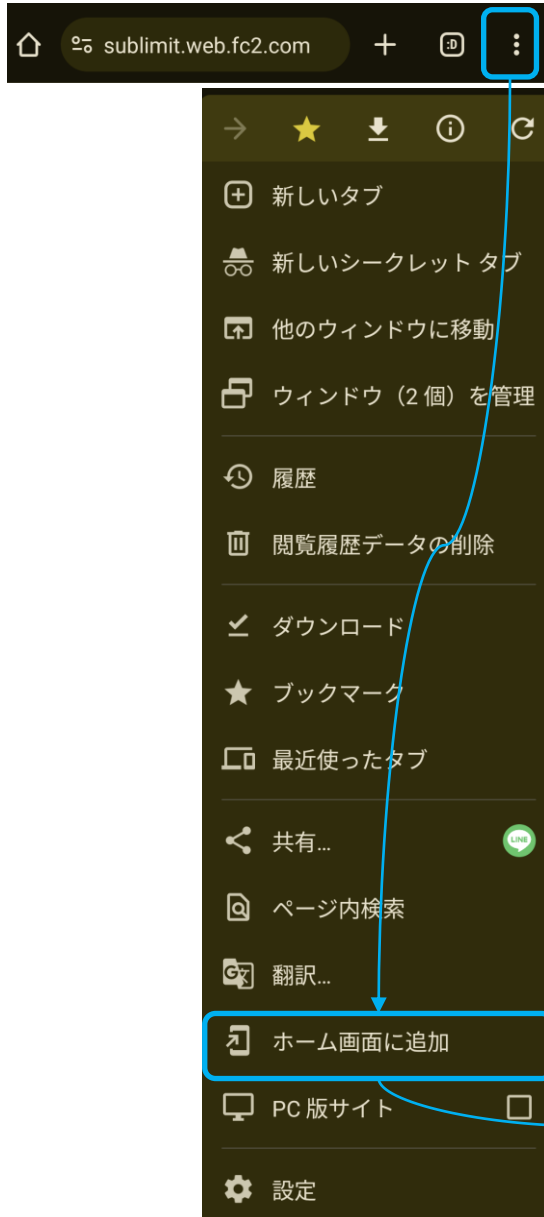 sublimit.web.fc2.com
:D
新しいタブ
新しいシークレット タブ
他のウィンドウに移動
ウィンドウ（2 個）を管理
履歴
閲覧履歴データの削除
ダウンロード
ブックマーク
最近使ったタブ
共有...
LINE
ページ内検索
翻訳...
ホーム画面に追加
PC 版サイト
設定